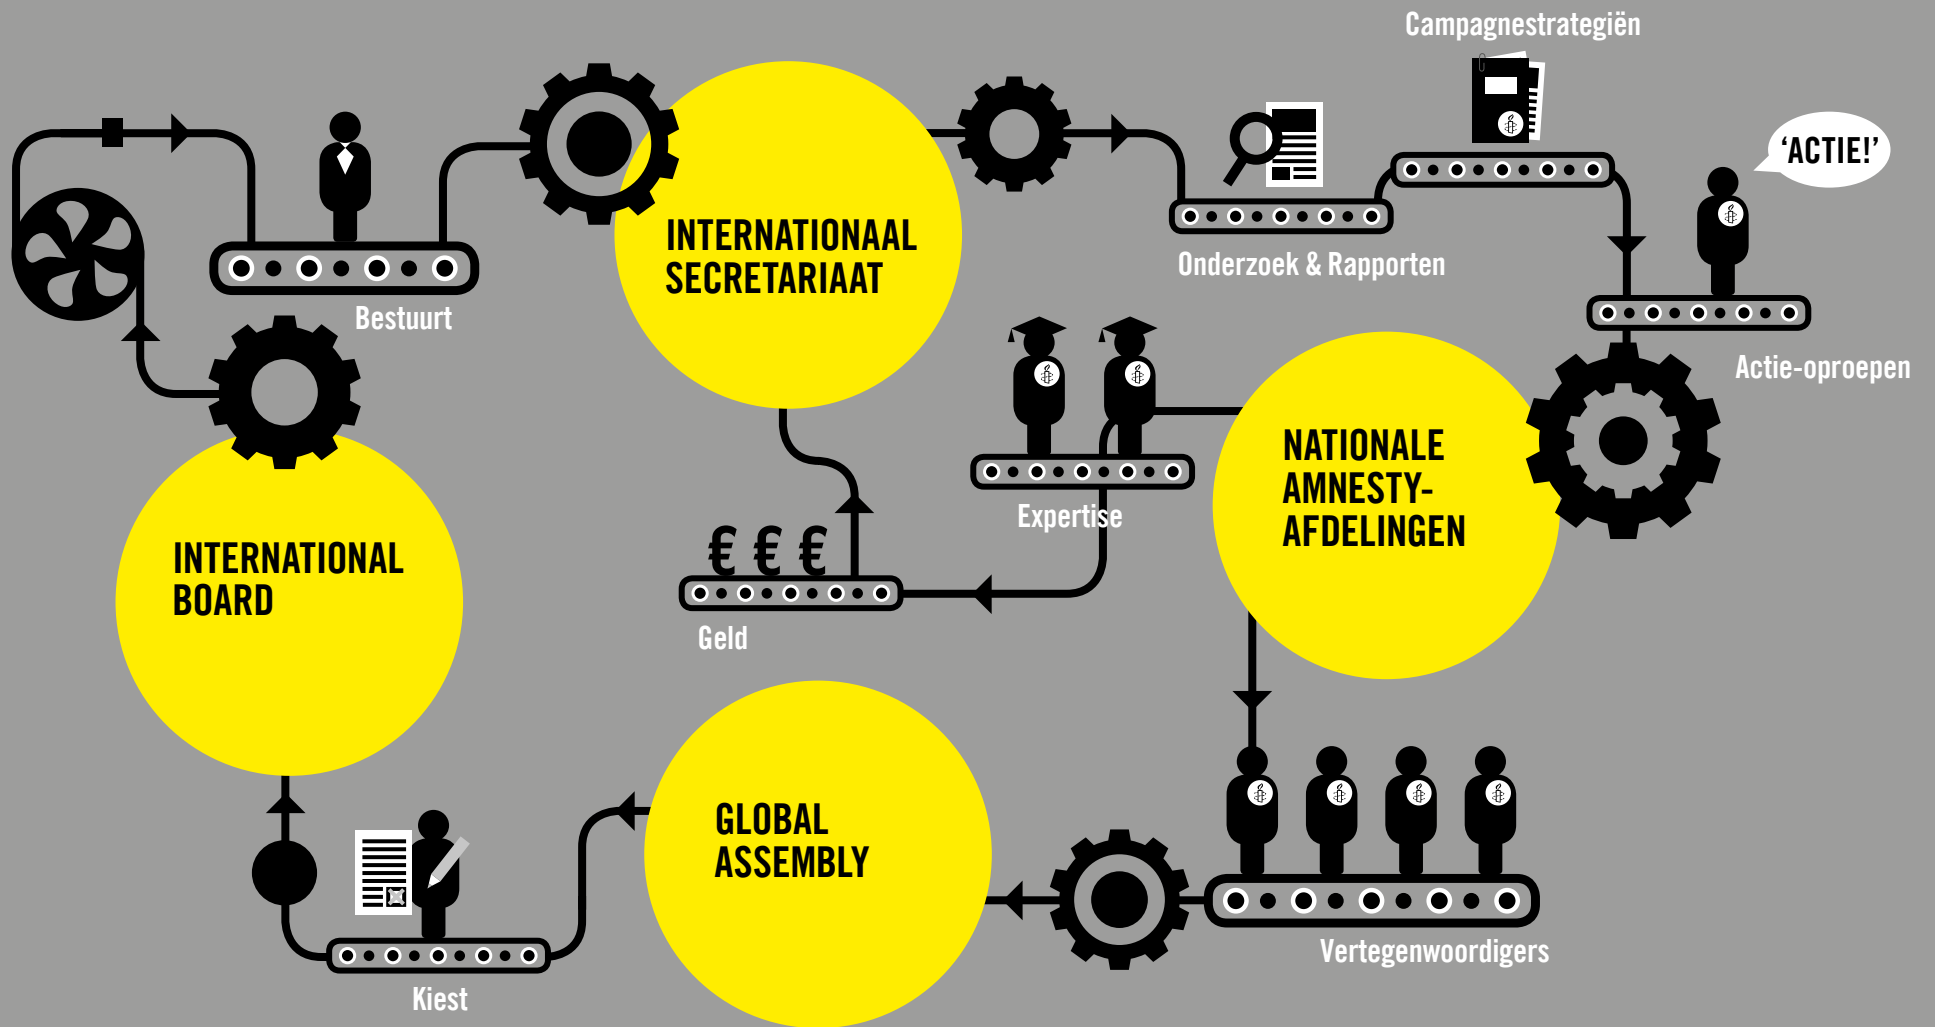 Campagnestrategiën
‘ACTIE!’
INTERNATIONAAL
SECRETARIAAT
Onderzoek & Rapporten
Bestuurt
Actie-oproepen
NATIONALE
AMNESTY-
AFDELINGEN
Expertise
€ € €
INTERNATIONAL
BOARD
Geld
GLOBAL
ASSEMBLY
Vertegenwoordigers
Kiest